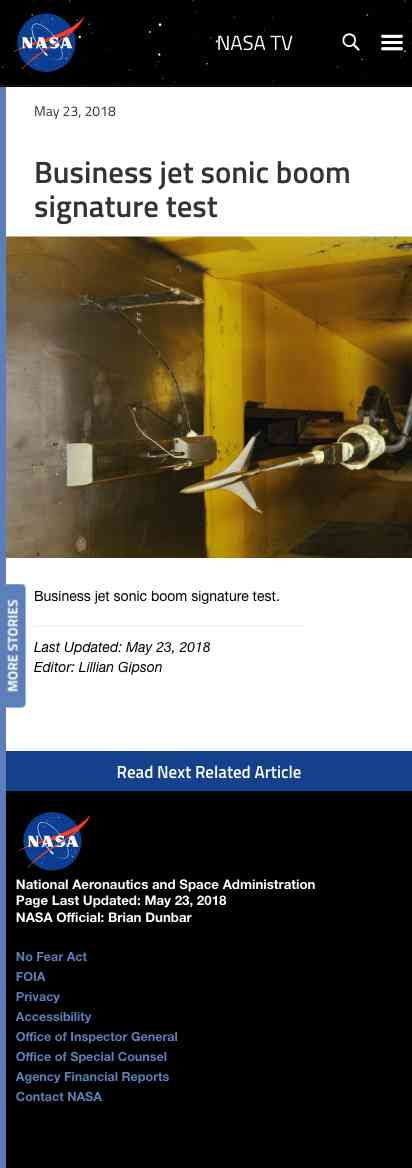 NASA
NASA TV
May 23, 2018
Business jet sonic boom
signature test
Business jet sonic boom signature test.
Last Updated: May 23, 2018
Editor: Lillian Gipson
MORE STORIES
Read Next Related Article
NASA
National Aeronautics and Space Administration
Page Last Updated: May 23, 2018
NASA Official: Brian Dunbar
No Fear Act
FOIA
Privacy
Accessibility
Office of Inspector General
Office of Special Counsel
Agency Financial Reports
Contact NASA